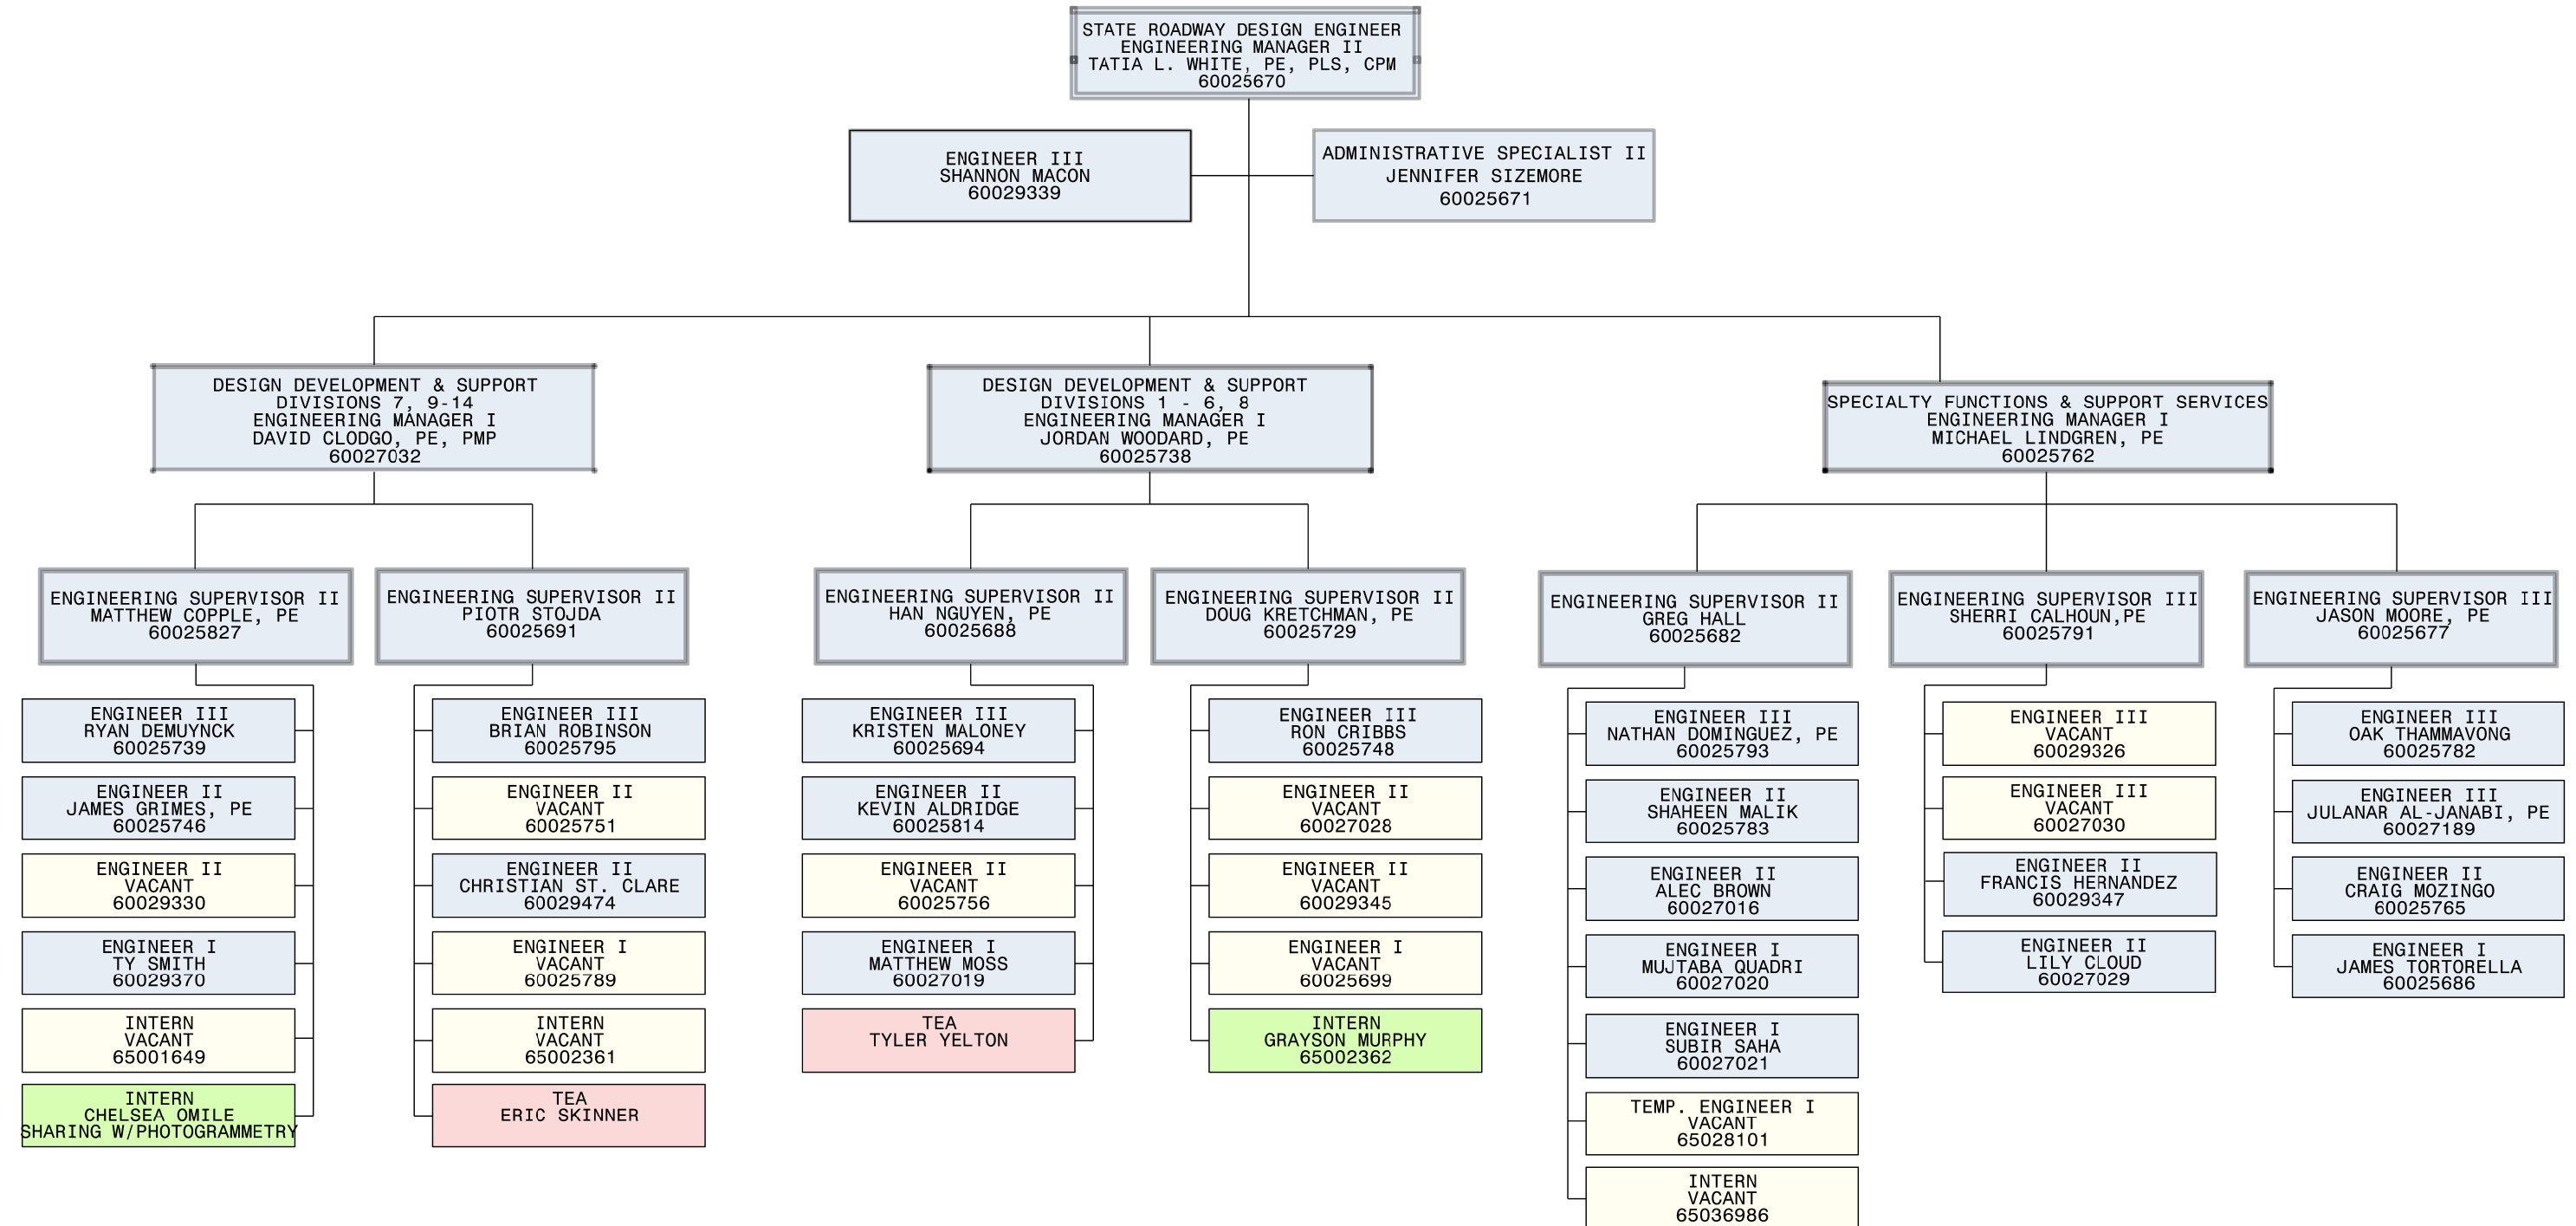 STATE ROADWAY DESIGN ENGINEER
ENGINEERING MANAGER II
TATIA L. WHITE, PE, PLS, CPM
60025670
ENGINEER III
SHANNON MACON
60029339
ADMINISTRATIVE SPECIALIST II
JENNIFER SIZEMORE
60025671
DESIGN DEVELOPMENT & SUPPORT
DIVISIONS 7, 9-14
ENGINEERING MANAGER I
DAVID CLODGO, PE, PMP
60027032
DESIGN DEVELOPMENT & SUPPORT
DIVISIONS 1 - 6, 8
ENGINEERING MANAGER I
JORDAN WOODARD, PE
60025738
SPECIALTY FUNCTIONS & SUPPORT SERVICES
ENGINEERING MANAGER I
MICHAEL LINDGREN, PE
60025762
ENGINEERING SUPERVISOR II
MATTHEW COPPLE, PE
60025827
ENGINEERING SUPERVISOR II
PIOTR STOJDA
60025691
ENGINEERING SUPERVISOR II
HAN NGUYEN, PE
60025688
ENGINEERING SUPERVISOR II
DOUG KRETCHMAN, PE
60025729
ENGINEERING SUPERVISOR II
GREG HALL
60025682
ENGINEERING SUPERVISOR III
SHERRI CALHOUN,PE
60025791
ENGINEERING SUPERVISOR III
JASON MOORE, PE
60025677
ENGINEER III
RYAN DEMUYNCK
60025739
ENGINEER II
JAMES GRIMES, PE
60025746
ENGINEER II
VACANT
60029330
ENGINEER I
TY SMITH
60029370
INTERN
VACANT
65001649
INTERN
CHELSEA OMILE
SHARING W/PHOTOGRAMMETRY
ENGINEER III
BRIAN ROBINSON
60025795
ENGINEER II
VACANT
60025751
ENGINEER II
CHRISTIAN ST. CLARE
60029474
ENGINEER I
VACANT
60025789
INTERN
VACANT
65002361
TEA
ERIC SKINNER
ENGINEER III
KRISTEN MALONEY
60025694
ENGINEER II
KEVIN ALDRIDGE
60025814
ENGINEER II
VACANT
60025756
ENGINEER I
MATTHEW MOSS
60027019
TEA
TYLER YELTON
ENGINEER III
RON CRIBBS
60025748
ENGINEER II
VACANT
60027028
ENGINEER II
VACANT
60029345
ENGINEER I
VACANT
60025699
INTERN
GRAYSON MURPHY
65002362
ENGINEER III
NATHAN DOMINGUEZ, PE
60025793
ENGINEER II
SHAHEEN MALIK
60025783
ENGINEER II
ALEC BROWN
60027016
ENGINEER I
MUJTABA QUADRI
60027020
ENGINEER I
SUBIR SAHA
60027021
TEMP. ENGINEER I
VACANT
65028101
INTERN
VACANT
65036986
ENGINEER III
VACANT
60029326
ENGINEER III
VACANT
60027030
ENGINEER II
FRANCIS HERNANDEZ
60029347
ENGINEER II
LILY CLOUD
60027029
ENGINEER III
OAK THAMMAVONG
60025782
ENGINEER III
JULANAR AL-JANABI, PE
60027189
ENGINEER II
CRAIG MOZINGO
60025765
ENGINEER I
JAMES TORTORELLA
60025686